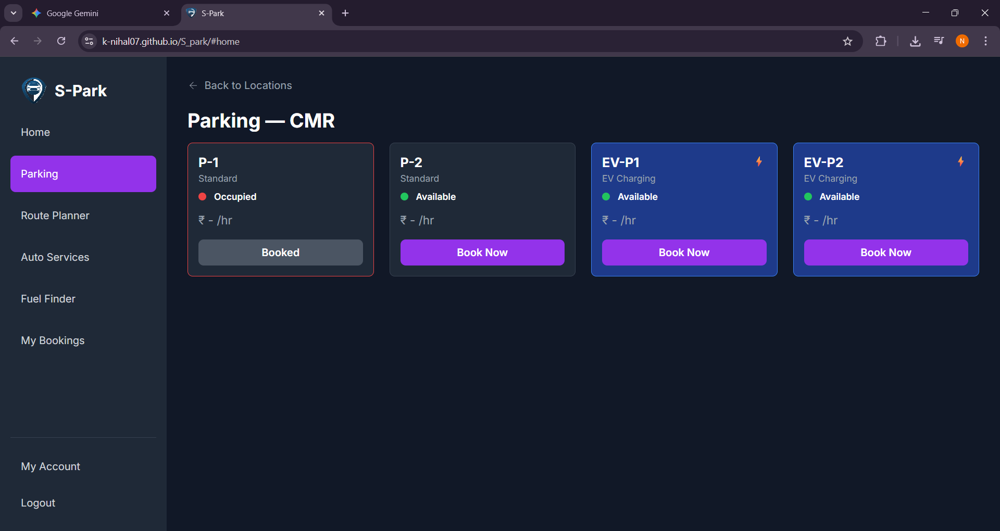 Google Gemini
S-Park
k-nihal07.github.io/S_park/#home
N
S-Park
Home
Parking
Route Planner
Auto Services
Fuel Finder
My Bookings
My Account
Logout
← Back to Locations
Parking — CMR
P-1
Standard
Occupied
₹ - /hr
Booked
P-2
Standard
Available
₹ - /hr
Book Now
EV-P1
EV Charging
Available
₹ - /hr
Book Now
EV-P2
EV Charging
Available
₹ - /hr
Book Now